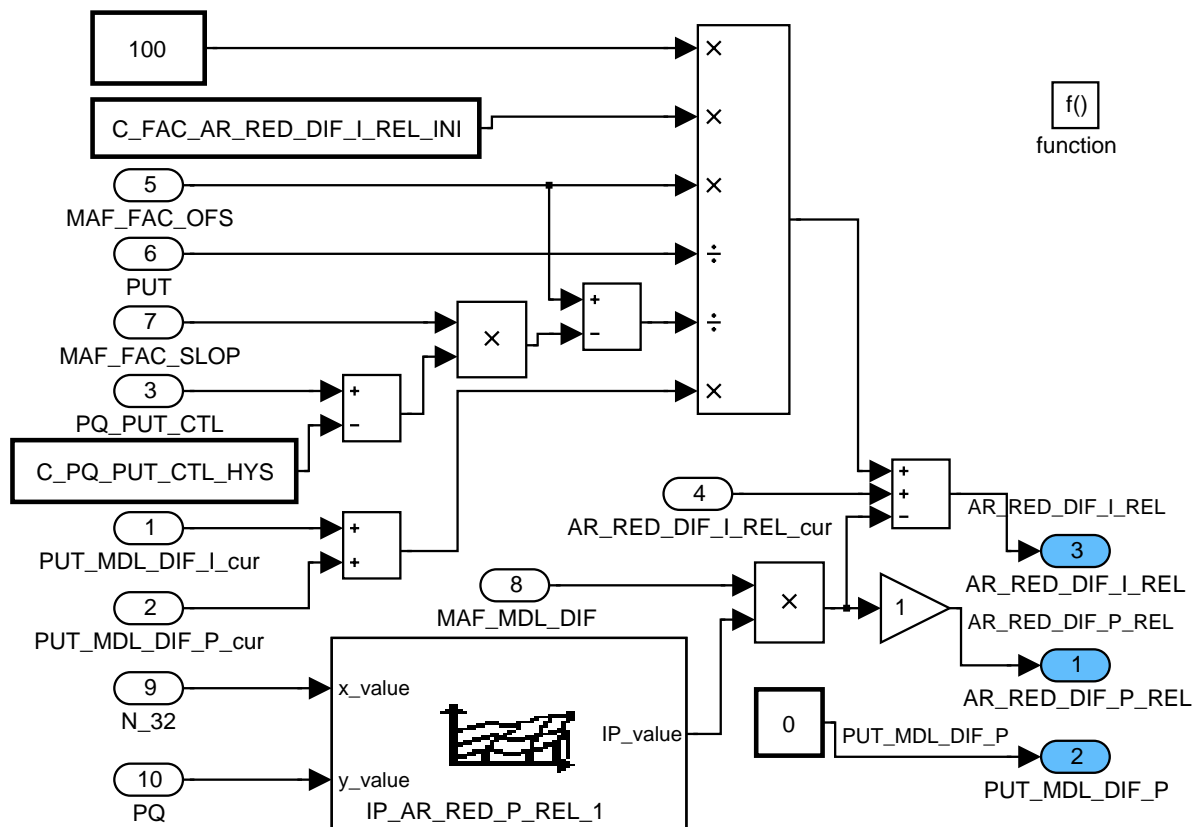 100
×
C_FAC_AR_RED_DIF_I_REL_INI
×
f()
function
5
×
MAF_FAC_OFS
6
÷
PUT
7
+
−
÷
×
MAF_FAC_SLOP
3
+
−
×
PQ_PUT_CTL
C_PQ_PUT_CTL_HYS
4
+
+
−
AR_RED_DIF_I_REL_cur
AR_RED_DIF_I_REL
3
AR_RED_DIF_I_REL
1
+
+
PUT_MDL_DIF_I_cur
2
PUT_MDL_DIF_P_cur
8
×
MAF_MDL_DIF
1
AR_RED_DIF_P_REL
1
AR_RED_DIF_P_REL
9
x_value
N_32
IP_value
0
PUT_MDL_DIF_P
2
PUT_MDL_DIF_P
10
y_value
PQ
IP_AR_RED_P_REL_1